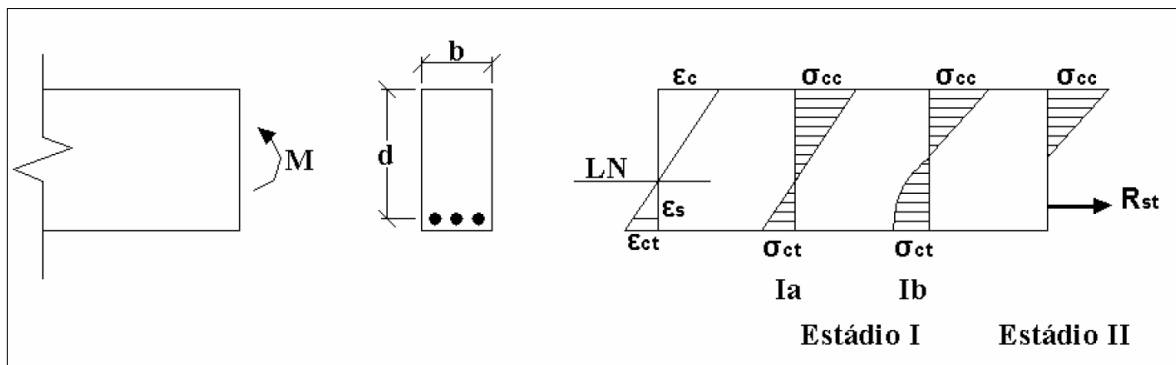 b
εc σcc σcc σcc
M
d
LN
εs
Rst
εct σct σct
Ia Ib
Estádio I Estádio II